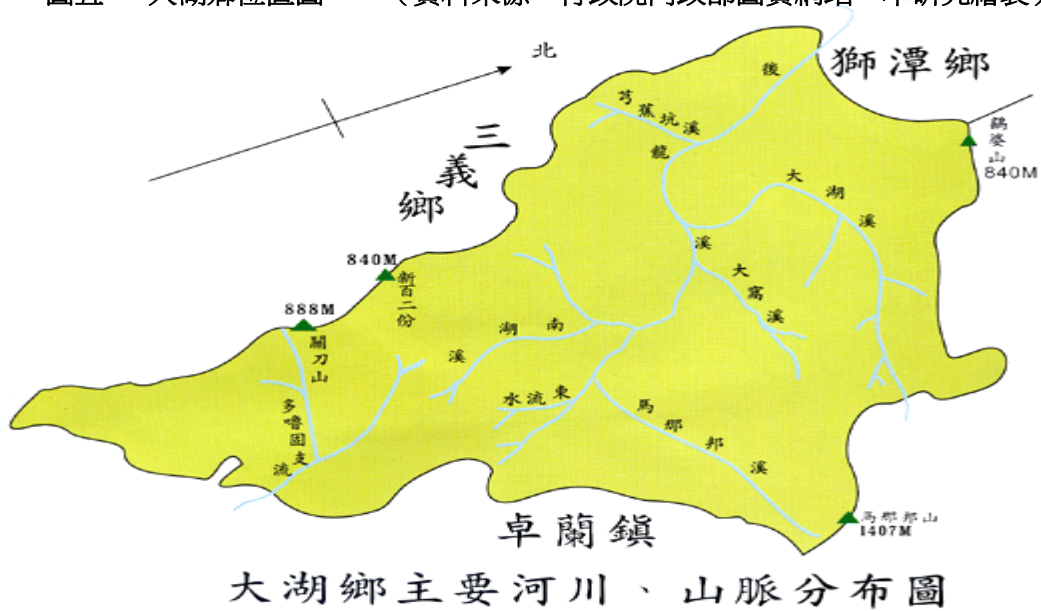 北
獅潭鄉
三義鄉
後龍溪
芎蕉坑溪
大湖溪
鷂婆山
840M
大窩溪
840M
新百二份
888M
關刀山
南湖溪
東流水
馬那邦溪
多嚕固支流
馬那邦山
1407M
卓蘭鎮
大湖鄉主要河川、山脈分布圖